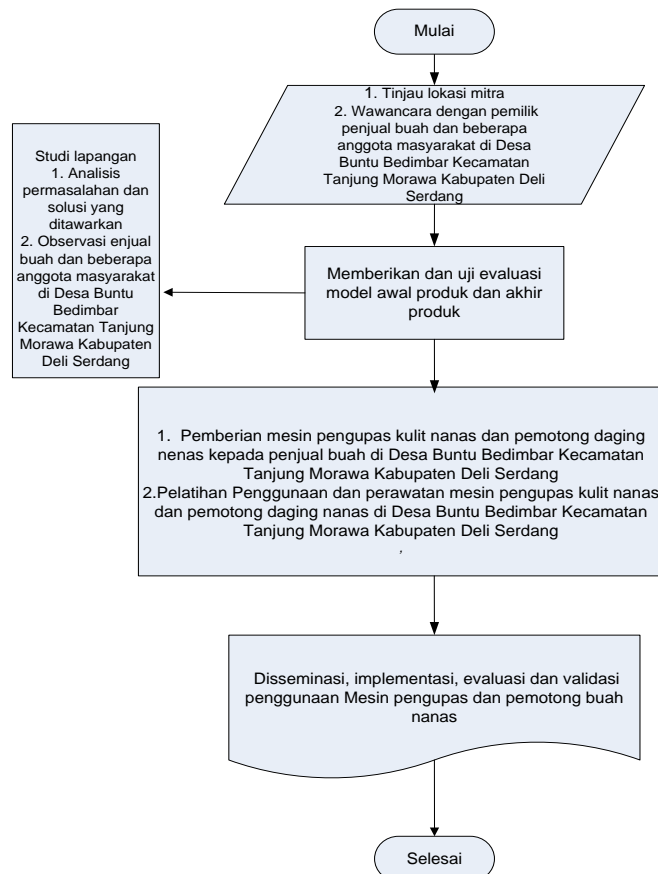 Mulai
1. Tinjau lokasi mitra
2. Wawancara dengan pemilik
penjual buah dan beberapa
anggota masyarakat di Desa
Buntu Bedimbar Kecamatan
Tanjung Morawa Kabupaten Deli
Serdang
Studi lapangan
1. Analisis
permasalahan dan
solusi yang
ditawarkan
2. Observasi enjual
buah dan beberapa
anggota masyarakat
di Desa Buntu
Bedimbar
Kecamatan Tanjung
Morawa Kabupaten
Deli Serdang
Memberikan dan uji evaluasi
model awal produk dan akhir
produk
1. Pemberian mesin pengupas kulit nanas dan pemotong daging
nenas kepada penjual buah di Desa Buntu Bedimbar Kecamatan
Tanjung Morawa Kabupaten Deli Serdang
2.Pelatihan Penggunaan dan perawatan mesin pengupas kulit nanas
dan pemotong daging nanas di Desa Buntu Bedimbar Kecamatan
Tanjung Morawa Kabupaten Deli Serdang
,
Disseminasi, implementasi, evaluasi dan validasi
penggunaan Mesin pengupas dan pemotong buah
nanas
Selesai